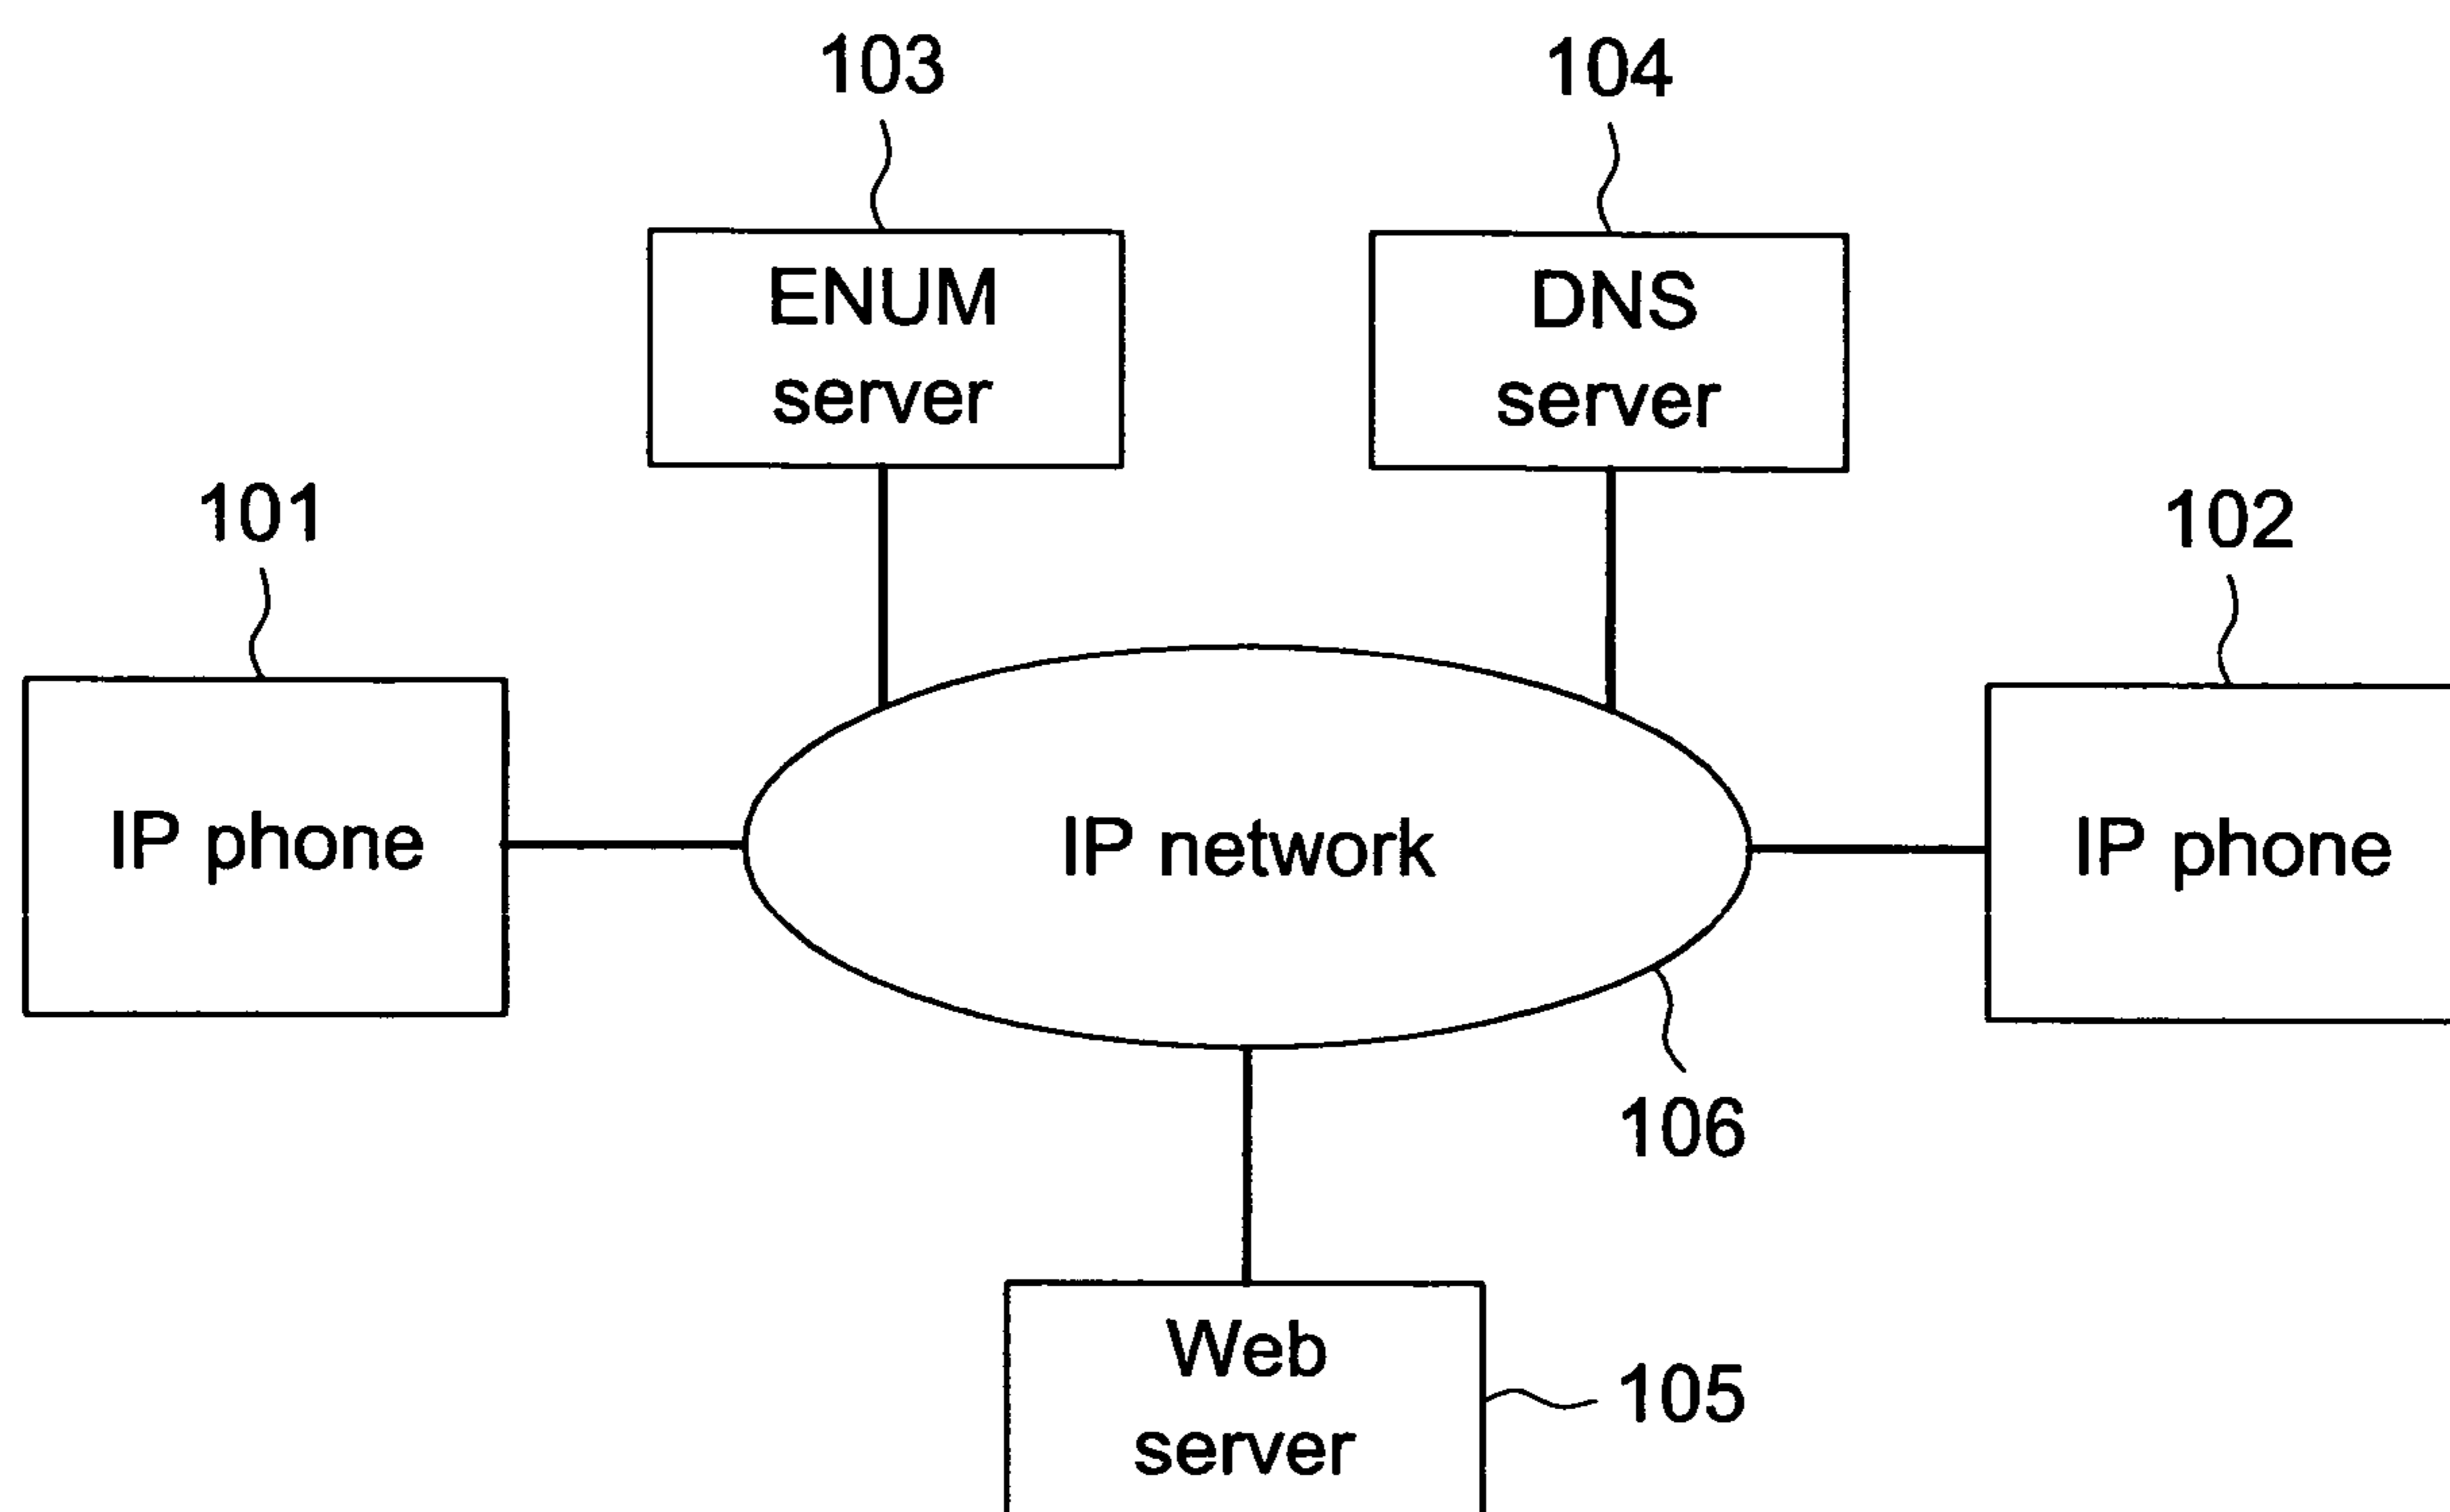 103
104
ENUM
server
DNS
server
101
102
IP phone
IP network
IP phone
106
Web
server
105